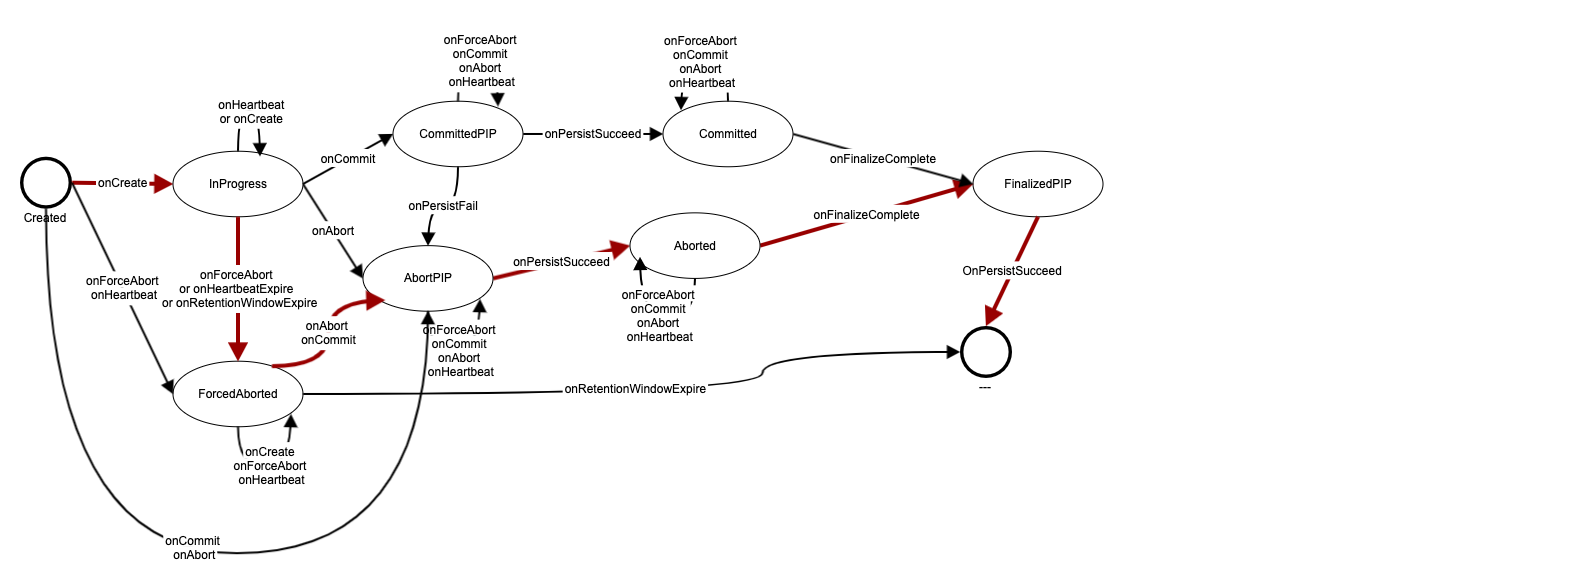 onForceAbort
onCommit
onAbort
onHeartbeat
onForceAbort
onCommit
onAbort
onHeartbeat
onHeartbeat
or onCreate
CommittedPIP
onPersistSucceed
Committed
onCommit
onFinalizeComplete
onCreate
InProgress
FinalizedPIP
Created
onPersistFail
onAbort
onFinalizeComplete
Aborted
onPersistSucceed
AbortPIP
OnPersistSucceed
onForceAbort
onHeartbeat
onForceAbort
or onHeartbeatExpire
or onRetentionWindowExpire
onForceAbort
onCommit
onAbort
onHeartbeat
onAbort
onCommit
onForceAbort
onCommit
onAbort
onHeartbeat
---
ForcedAborted
onRetentionWindowExpire
onCreate
onForceAbort
onHeartbeat
onCommit
onAbort